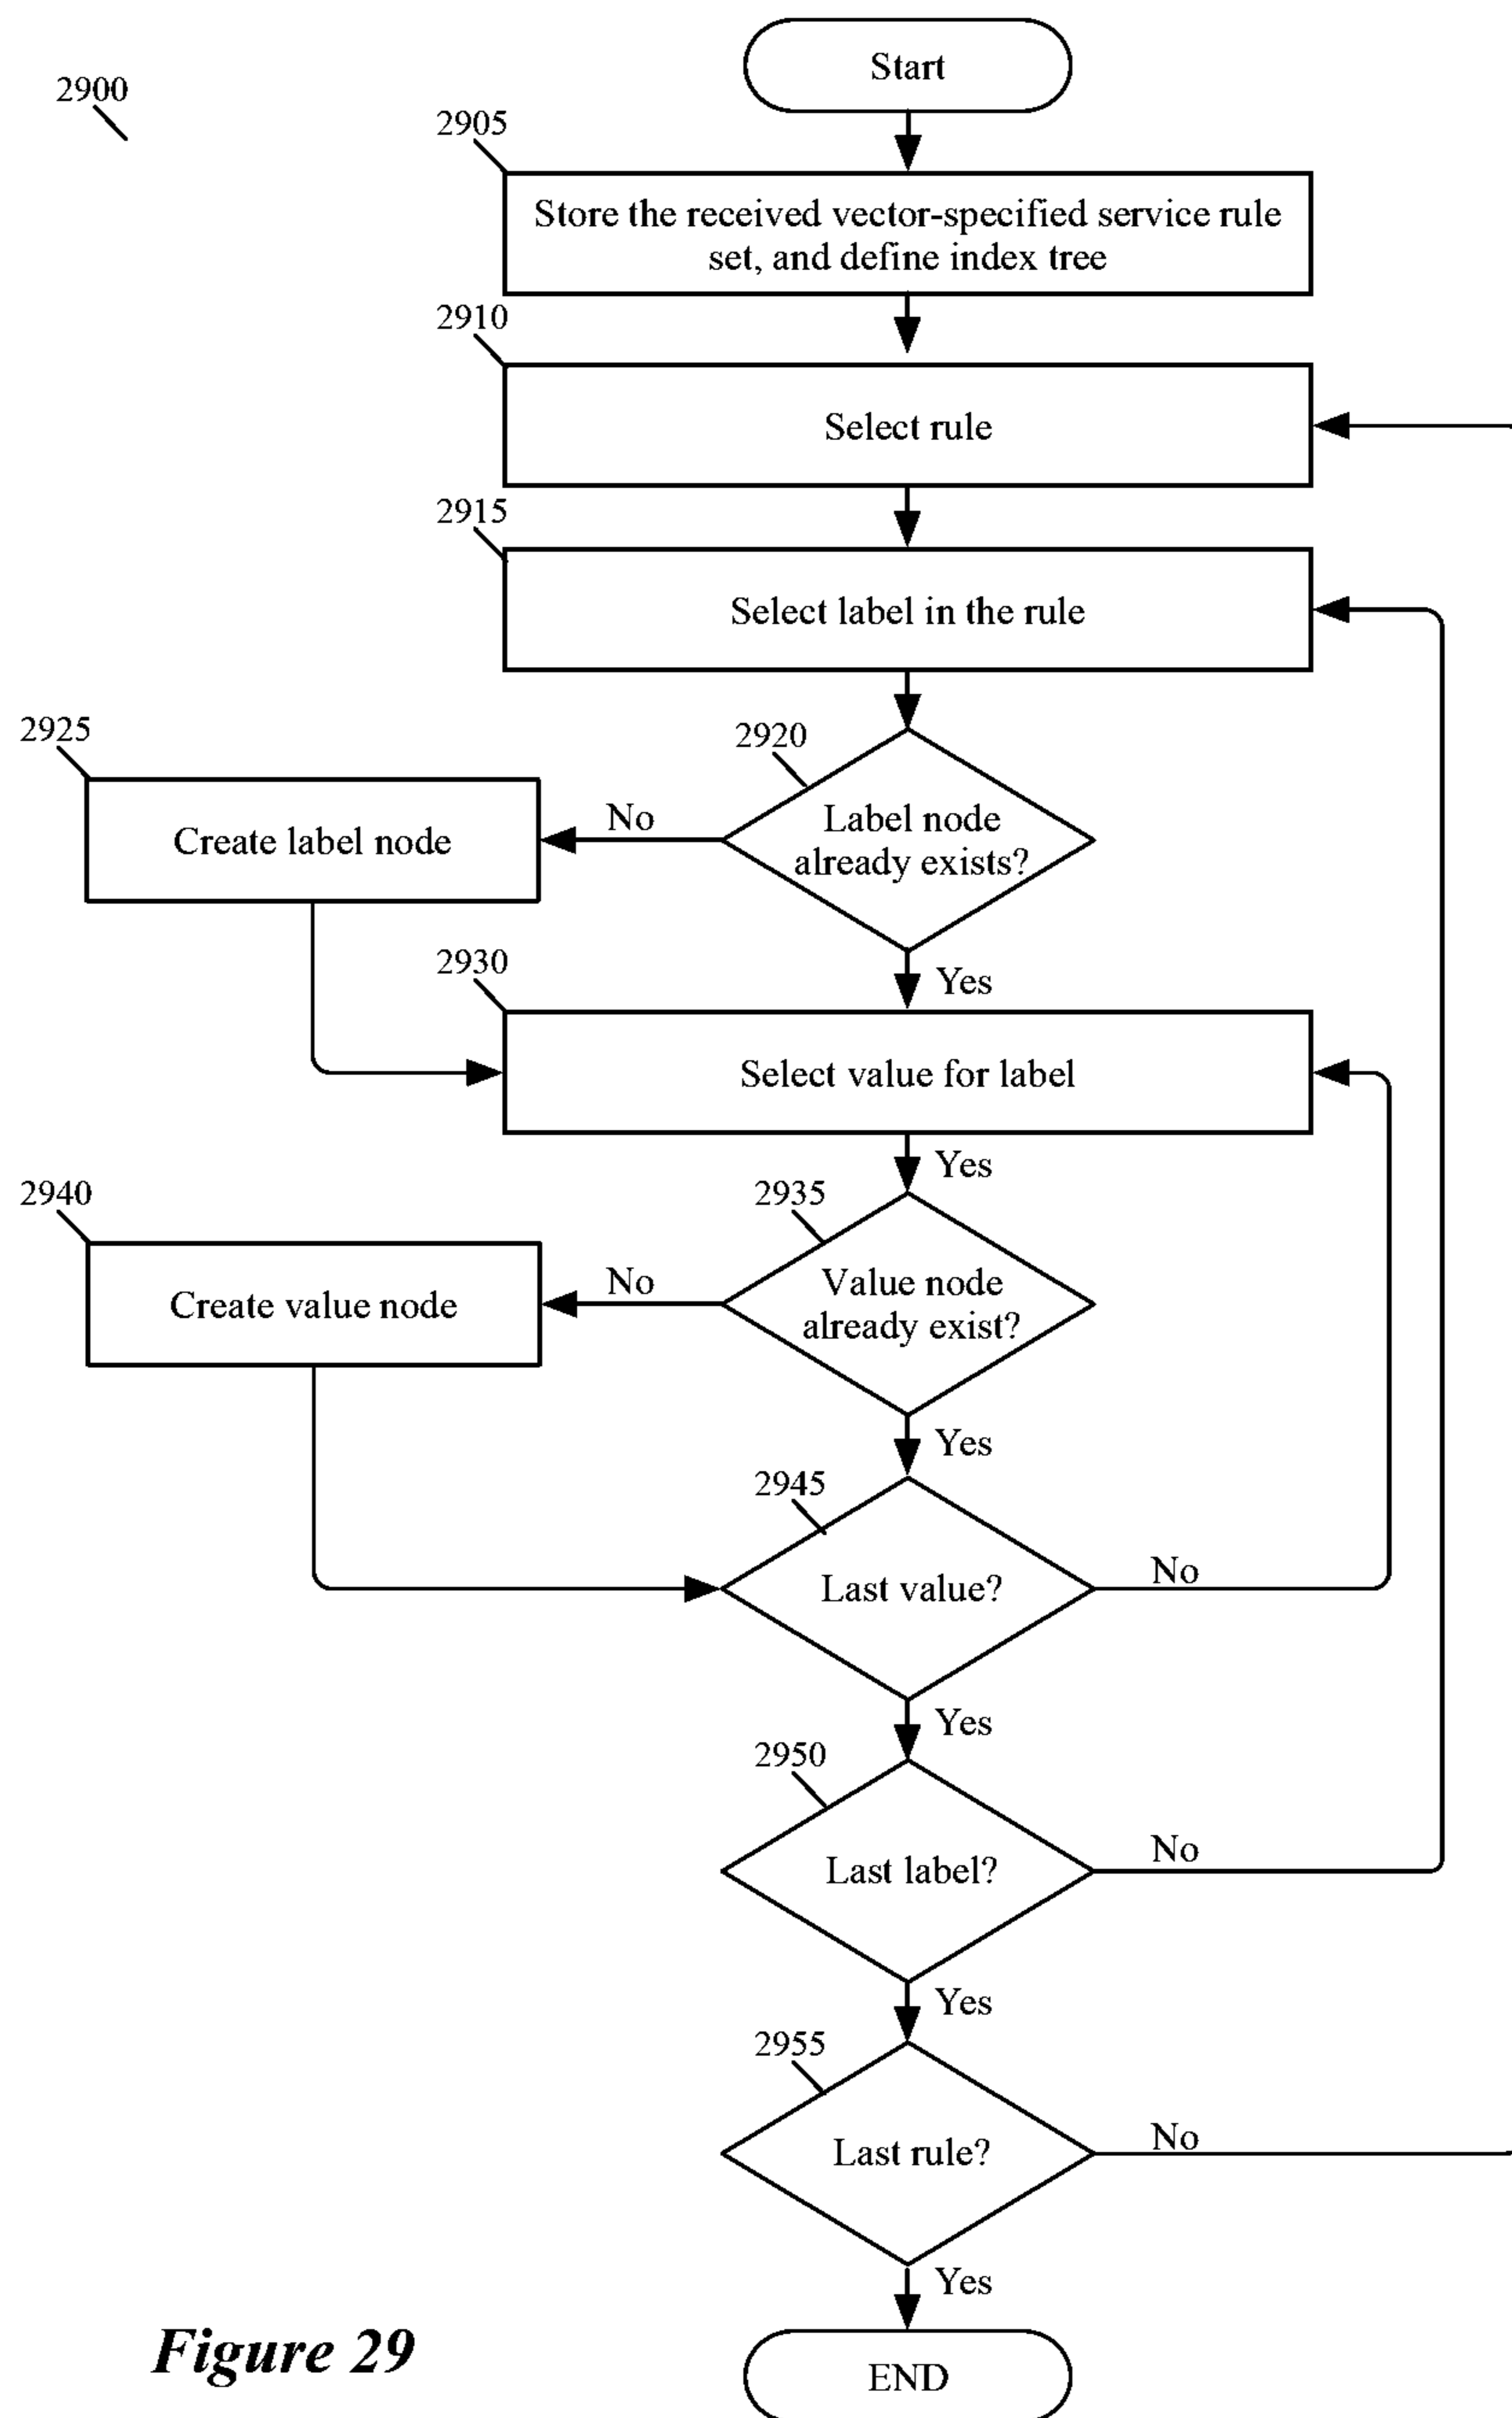 Start
2900
2905
Store the received vector-specified service rule
set, and define index tree
2910
Select rule
2915
Select label in the rule
2925
2920
Create label node
No
Label node
already exists?
Yes
2930
Select value for label
Yes
2940
2935
Create value node
No
Value node
already exist?
Yes
2945
Last value?
No
Yes
2950
Last label?
No
Yes
2955
Last rule?
No
Yes
Figure 29
END